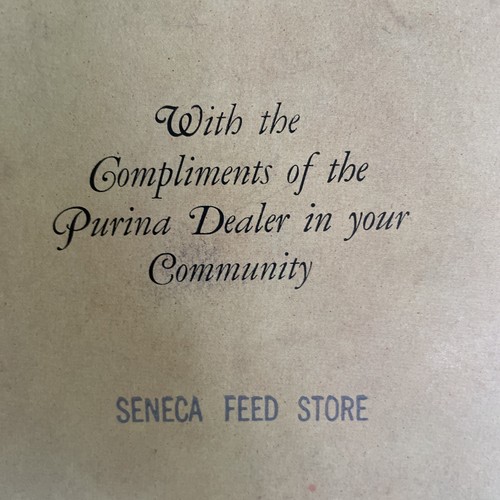 With the
Compliments of the
Purina Dealer in your
Community
SENECA FEED STORE